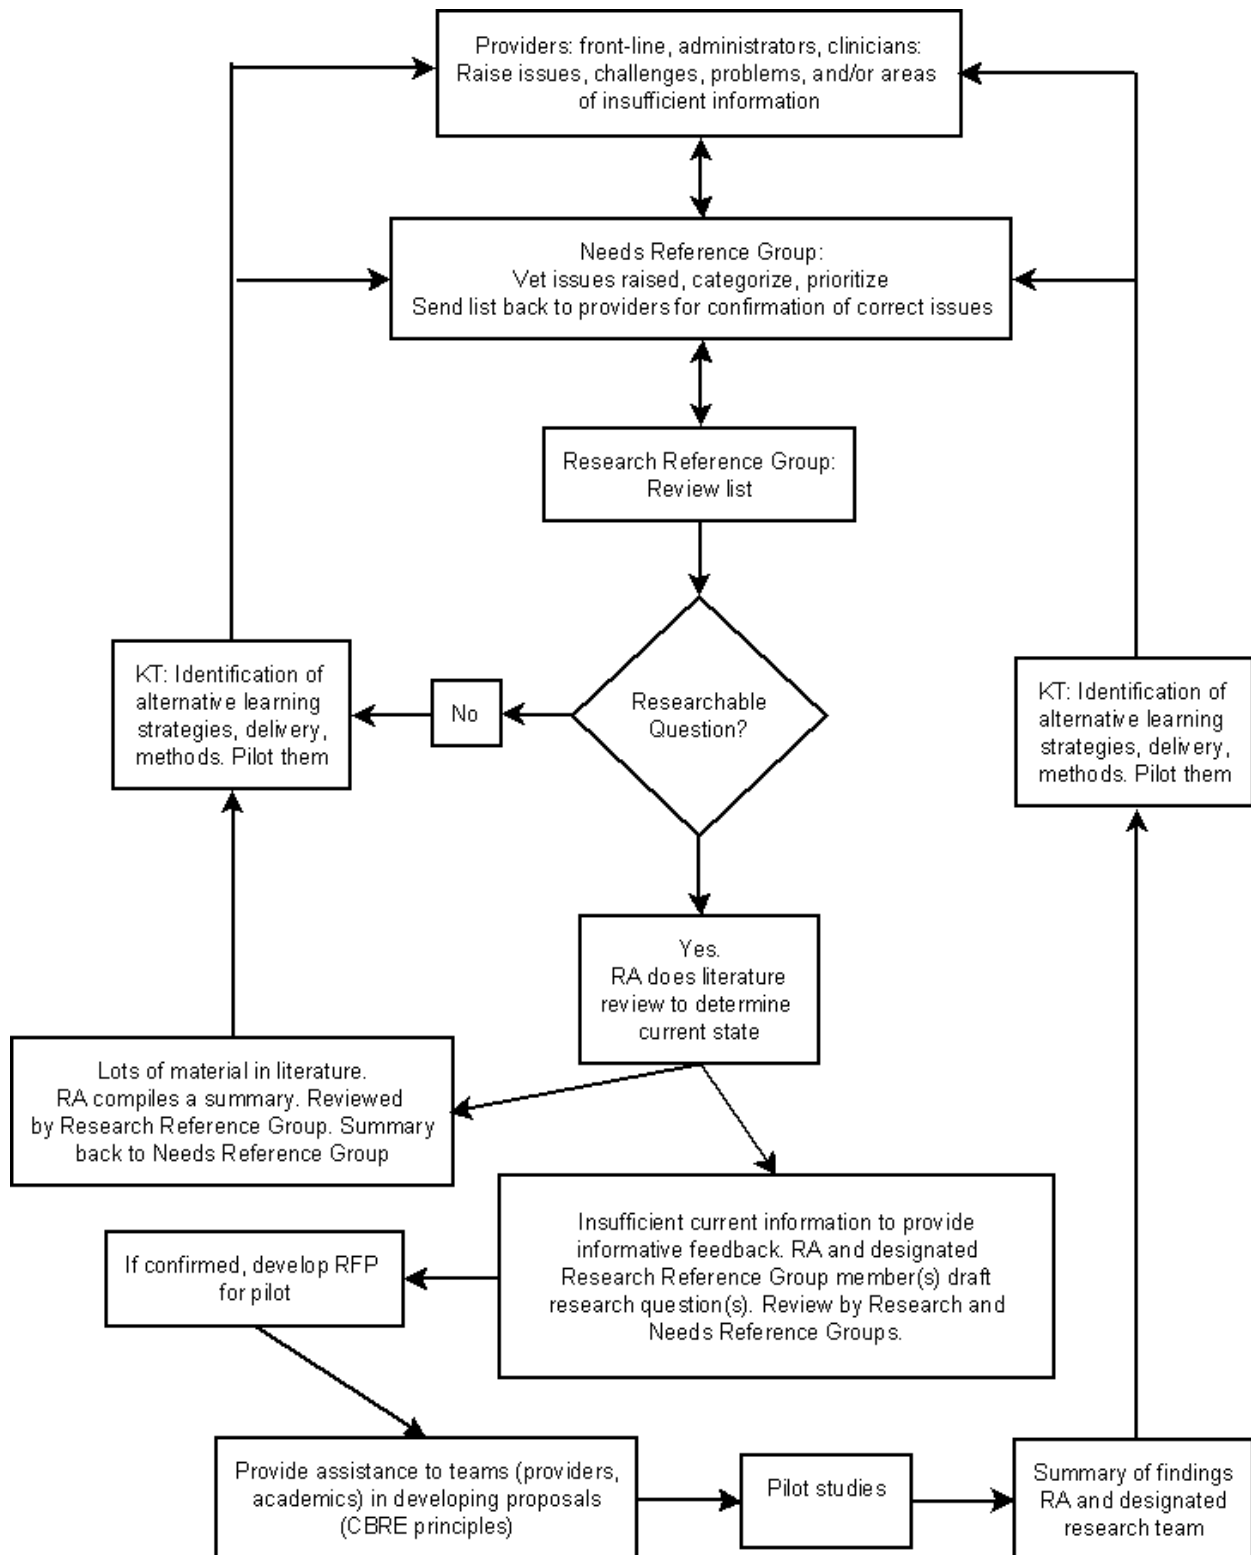 Providers: front-line, administrators, clinicians:
Raise issues, challenges, problems, and/or areas
of insufficient information
Needs Reference Group:
Vet issues raised, categorize, prioritize
Send list back to providers for confirmation of correct issues
Research Reference Group:
Review list
Researchable
Question?
No
KT: Identification of
alternative learning
strategies, delivery,
methods. Pilot them
KT: Identification of
alternative learning
strategies, delivery,
methods. Pilot them
Yes.
RA does literature
review to determine
current state
Lots of material in literature.
RA compiles a summary. Reviewed
by Research Reference Group. Summary
back to Needs Reference Group
Insufficient current information to provide
informative feedback. RA and designated
Research Reference Group member(s) draft
research question(s). Review by Research and
Needs Reference Groups.
If confirmed, develop RFP
for pilot
Provide assistance to teams (providers,
academics) in developing proposals
(CBRE principles)
Pilot studies
Summary of findings
RA and designated
research team